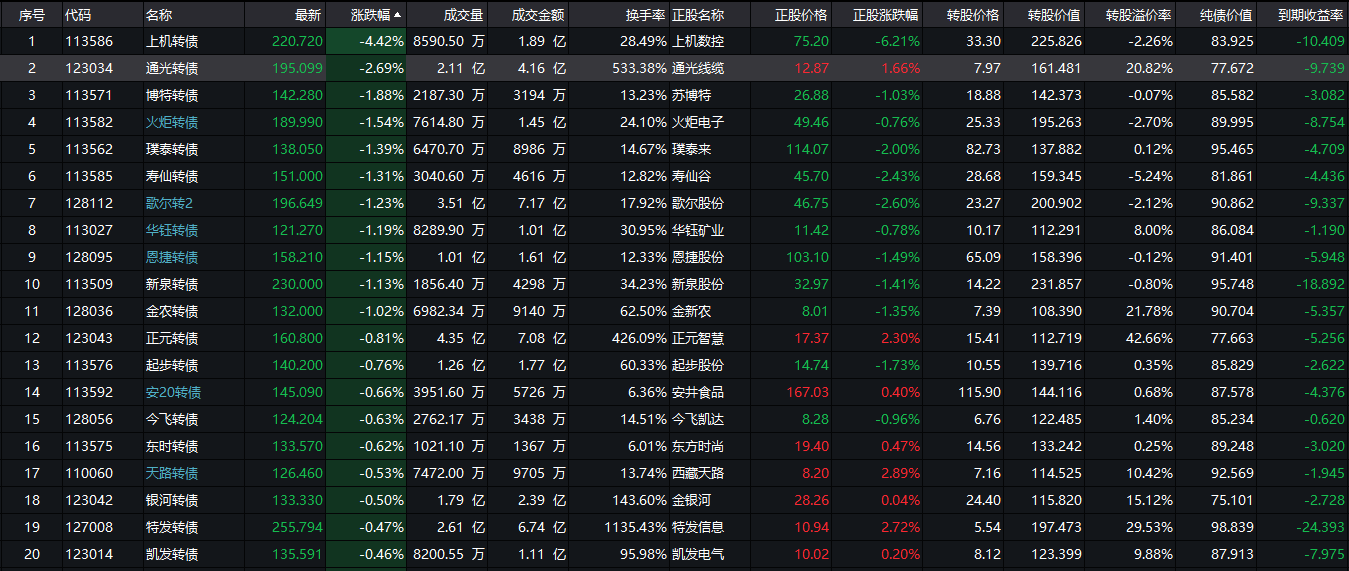 序号 代码 名称 最新 涨跌幅 成交量 成交金额 换手率 正股名称 正股价格 正股涨跌幅 转股价格 转股价值 转股溢价率 纯债价值 到期收益率
1 113586 上机转债 220.720 -4.42% 8590.50 万 1.89 亿 28.49% 上机数控 75.20 -6.21% 33.30 225.826 -2.26% 83.925 -10.409
2 123034 通光转债 195.099 -2.69% 2.11 亿 4.16 亿 533.38% 通光线缆 12.87 1.66% 7.97 161.481 20.82% 77.672 -9.739
3 113571 博特转债 142.280 -1.88% 2187.30 万 3194 万 13.23% 苏博特 26.88 -1.03% 18.88 142.373 -0.07% 85.582 -3.082
4 113582 火炬转债 189.990 -1.54% 7614.80 万 1.45 亿 24.10% 火炬电子 49.46 -0.76% 25.33 195.263 -2.70% 89.995 -8.754
5 113562 璞泰转债 138.050 -1.39% 6470.70 万 8986 万 14.67% 璞泰来 114.07 -2.00% 82.73 137.882 0.12% 95.465 -4.709
6 113585 寿仙转债 151.000 -1.31% 3040.60 万 4616 万 12.82% 寿仙谷 45.70 -2.43% 28.68 159.345 -5.24% 81.861 -4.436
7 128112 歌尔转2 196.649 -1.23% 3.51 亿 7.17 亿 17.92% 歌尔股份 46.75 -2.60% 23.27 200.902 -2.12% 90.862 -9.337
8 113027 华钰转债 121.270 -1.19% 8289.90 万 1.01 亿 30.95% 华钰矿业 11.42 -0.78% 10.17 112.291 8.00% 86.084 -1.190
9 128095 恩捷转债 158.210 -1.15% 1.01 亿 1.61 亿 12.33% 恩捷股份 103.10 -1.49% 65.09 158.396 -0.12% 91.401 -5.948
10 113509 新泉转债 230.000 -1.13% 1856.40 万 4298 万 34.23% 新泉股份 32.97 -1.41% 14.22 231.857 -0.80% 95.748 -18.892
11 128036 金农转债 132.000 -1.02% 6982.34 万 9140 万 62.50% 金新农 8.01 -1.35% 7.39 108.390 21.78% 90.704 -5.357
12 123043 正元转债 160.800 -0.81% 4.35 亿 7.08 亿 426.09% 正元智慧 17.37 2.30% 15.41 112.719 42.66% 77.663 -5.256
13 113576 起步转债 140.200 -0.76% 1.26 亿 1.77 亿 60.33% 起步股份 14.74 -1.73% 10.55 139.716 0.35% 85.829 -2.622
14 113592 安20转债 145.090 -0.66% 3951.60 万 5726 万 6.36% 安井食品 167.03 0.40% 115.90 144.116 0.68% 87.578 -4.376
15 128056 今飞转债 124.204 -0.63% 2762.17 万 3438 万 14.51% 今飞凯达 8.28 -0.96% 6.76 122.485 1.40% 85.234 -0.620
16 113575 东时转债 133.570 -0.62% 1021.10 万 1367 万 6.01% 东方时尚 19.40 0.47% 14.56 133.242 0.25% 89.248 -3.020
17 110060 天路转债 126.460 -0.53% 7472.00 万 9705 万 13.74% 西藏天路 8.20 2.89% 7.16 114.525 10.42% 92.569 -1.945
18 123042 银河转债 133.330 -0.50% 1.79 亿 2.39 亿 143.60% 金银河 28.26 0.04% 24.40 115.820 15.12% 75.101 -2.728
19 127008 特发转债 255.794 -0.47% 2.61 亿 6.74 亿 1135.43% 特发信息 10.94 2.72% 5.54 197.473 29.53% 98.839 -24.393
20 123014 凯发转债 135.591 -0.46% 8200.55 万 1.11 亿 95.98% 凯发电气 10.02 0.20% 8.12 123.399 9.88% 87.913 -7.975